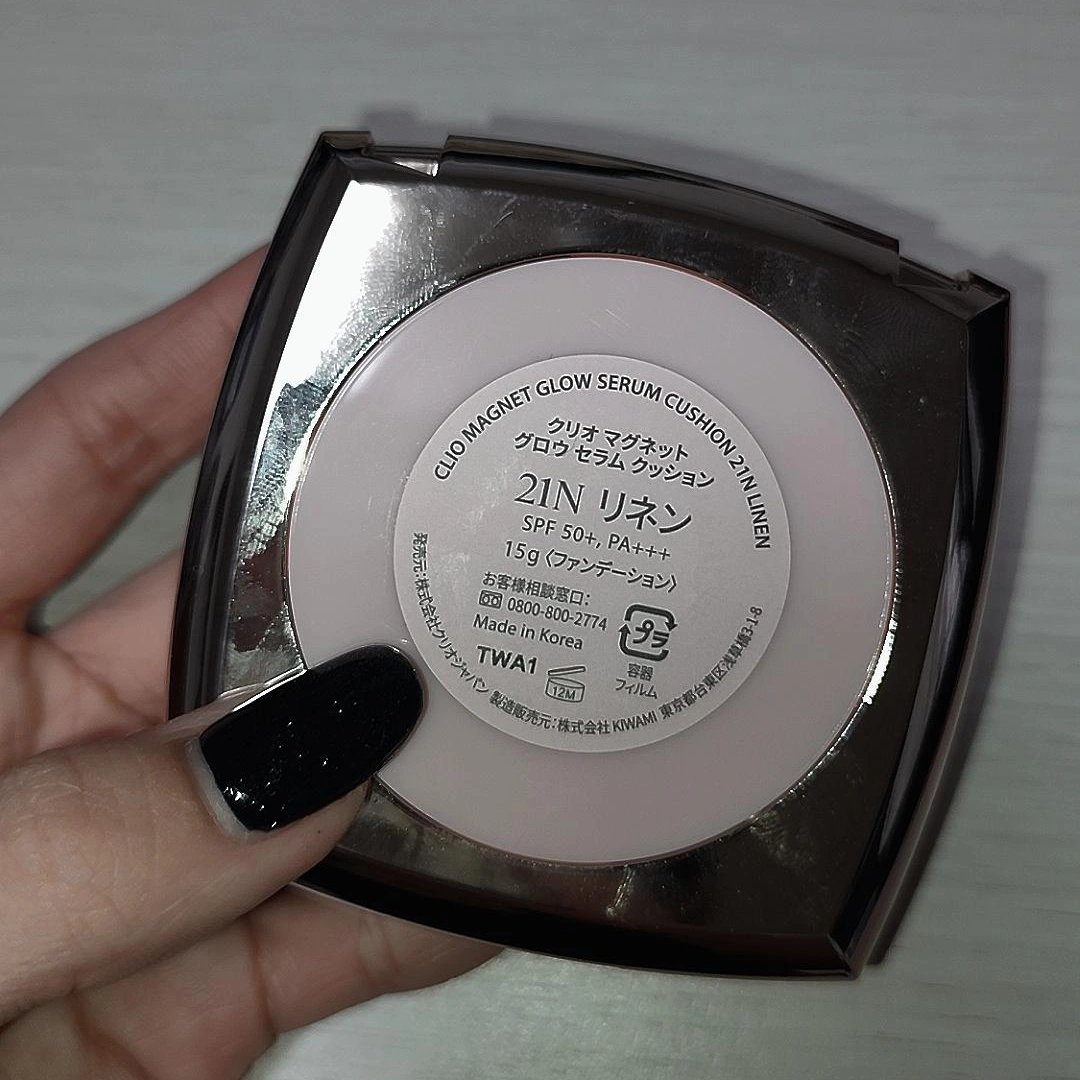 CLIO MAGNET GLOW SERUM CUSHION 21N LINEN
クリオ マグネット
グロウ セラム クッション
21N リネン
SPF 50+, PA+++
15g〈ファンデーション〉
お客様相談窓口:
0800-800-2774
Made in Korea
TWA1
12M
プラ
容器
フィルム
発売元:株式会社クリオジャパン 製造販売元:株式会社 KIWAMI 東京都台東区浅草橋3-1-8